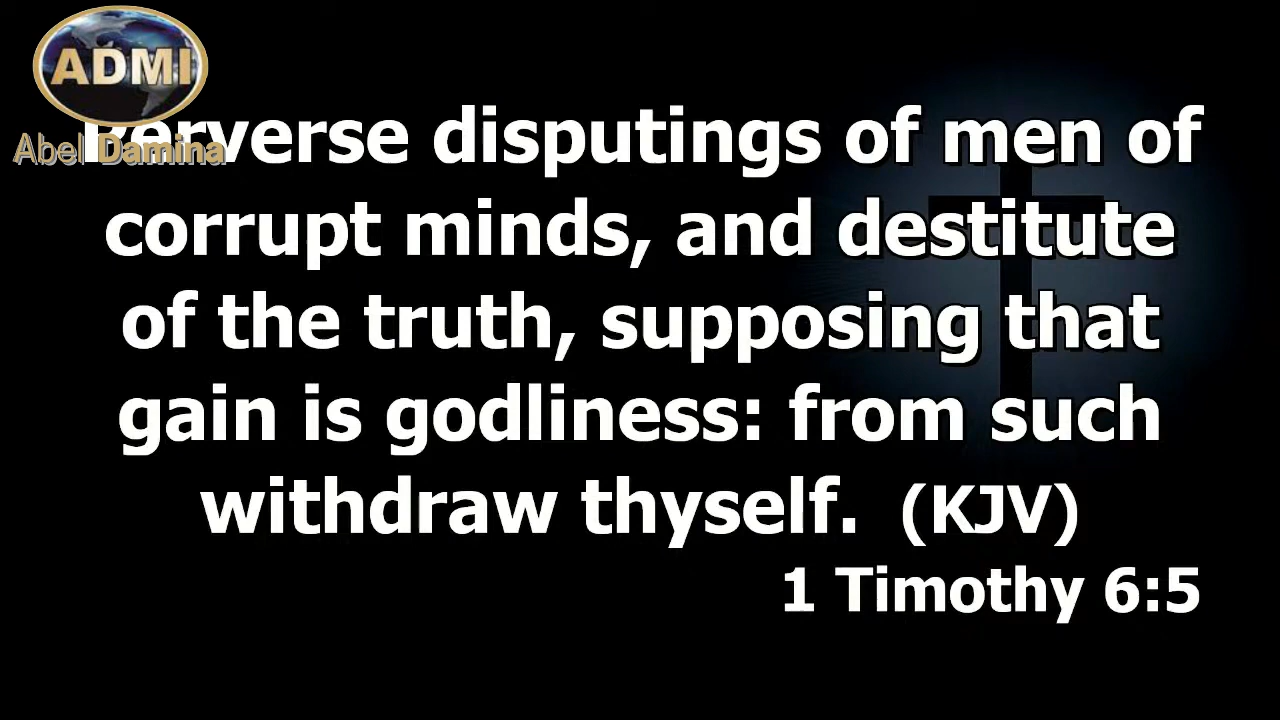 ADMI
Abel Damina
Perverse disputings of men of
corrupt minds, and destitute
of the truth, supposing that
gain is godliness: from such
withdraw thyself. (KJV)
1 Timothy 6:5